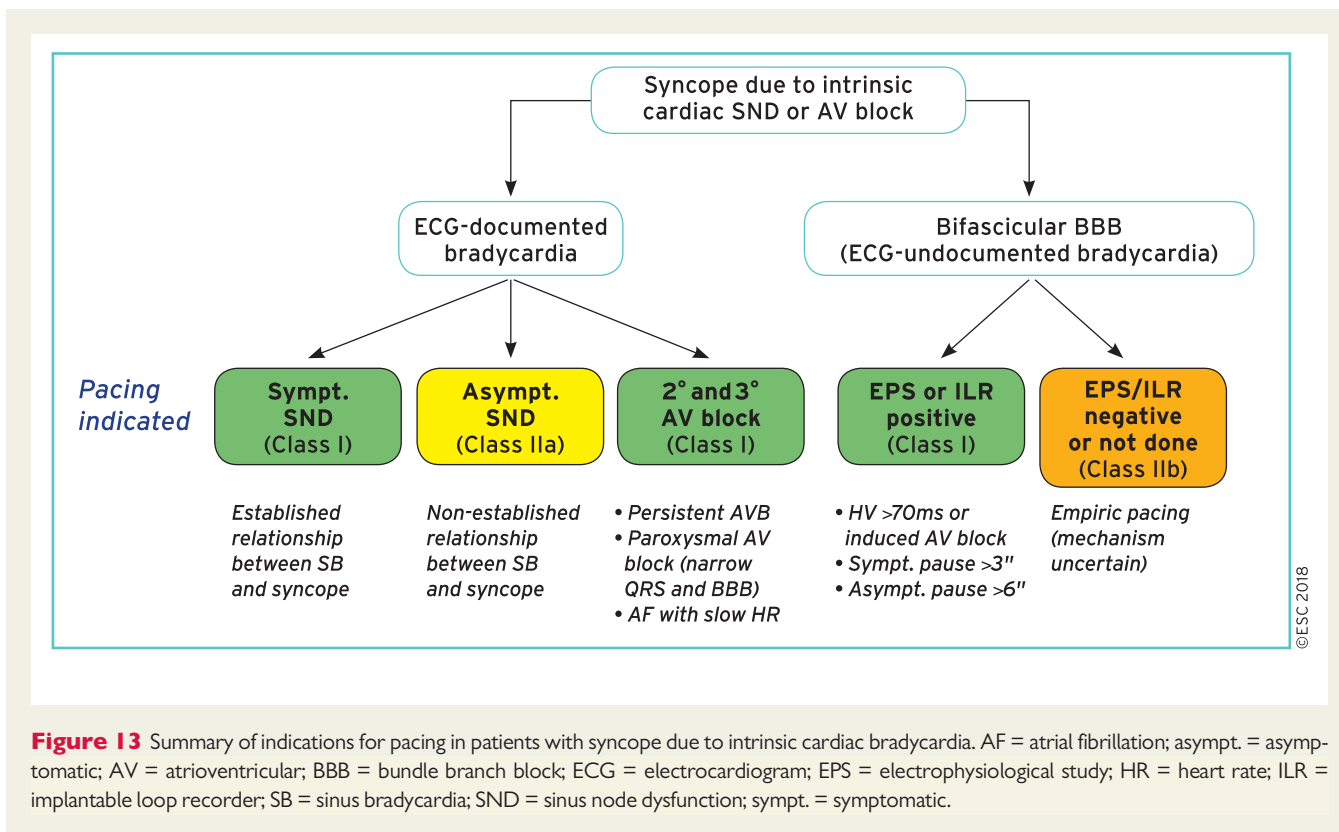 Syncope due to intrinsic
cardiac SND or AV block
ECG-documented
bradycardia
Bifascicular BBB
(ECG-undocumented bradycardia)
Pacing
indicated
Sympt.
SND
(Class I)
Asympt.
SND
(Class IIa)
2° and 3°
AV block
(Class I)
EPS or ILR
positive
(Class I)
EPS/ILR
negative
or not done
(Class IIb)
Established
relationship
between SB
and syncope
Non-established
relationship
between SB
and syncope
• Persistent AVB
• Paroxysmal AV
block (narrow
QRS and BBB)
• AF with slow HR
• HV >70ms or
induced AV block
• Sympt. pause >3"
• Asympt. pause >6"
Empiric pacing
(mechanism
uncertain)
©ESC 2018
Figure 13 Summary of indications for pacing in patients with syncope due to intrinsic cardiac bradycardia. AF = atrial fibrillation; asympt. = asymp-
tomatic; AV = atrioventricular; BBB = bundle branch block; ECG = electrocardiogram; EPS = electrophysiological study; HR = heart rate; ILR =
implantable loop recorder; SB = sinus bradycardia; SND = sinus node dysfunction; sympt. = symptomatic.